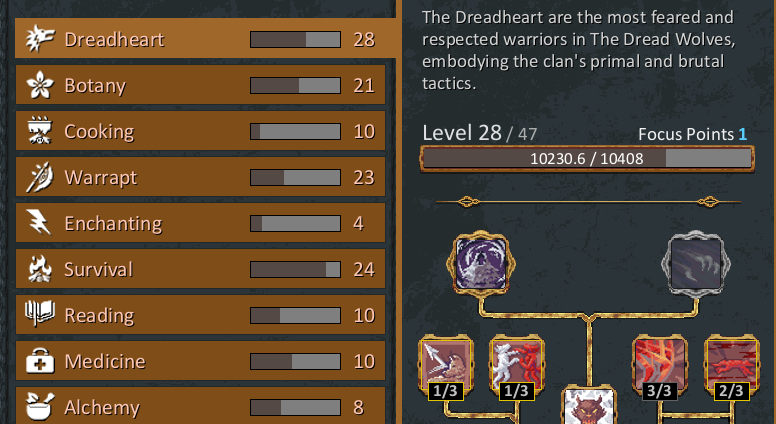 Dreadheart 28
Botany 21
Cooking 10
Warrapt 23
Enchanting 4
Survival 24
Reading 10
Medicine 10
Alchemy 8
The Dreadheart are the most feared and
respected warriors in The Dread Wolves,
embodying the clan's primal and brutal
tactics.
Level 28 / 47 Focus Points 1
10230.6 / 10408
1/3 1/3 3/3 2/3